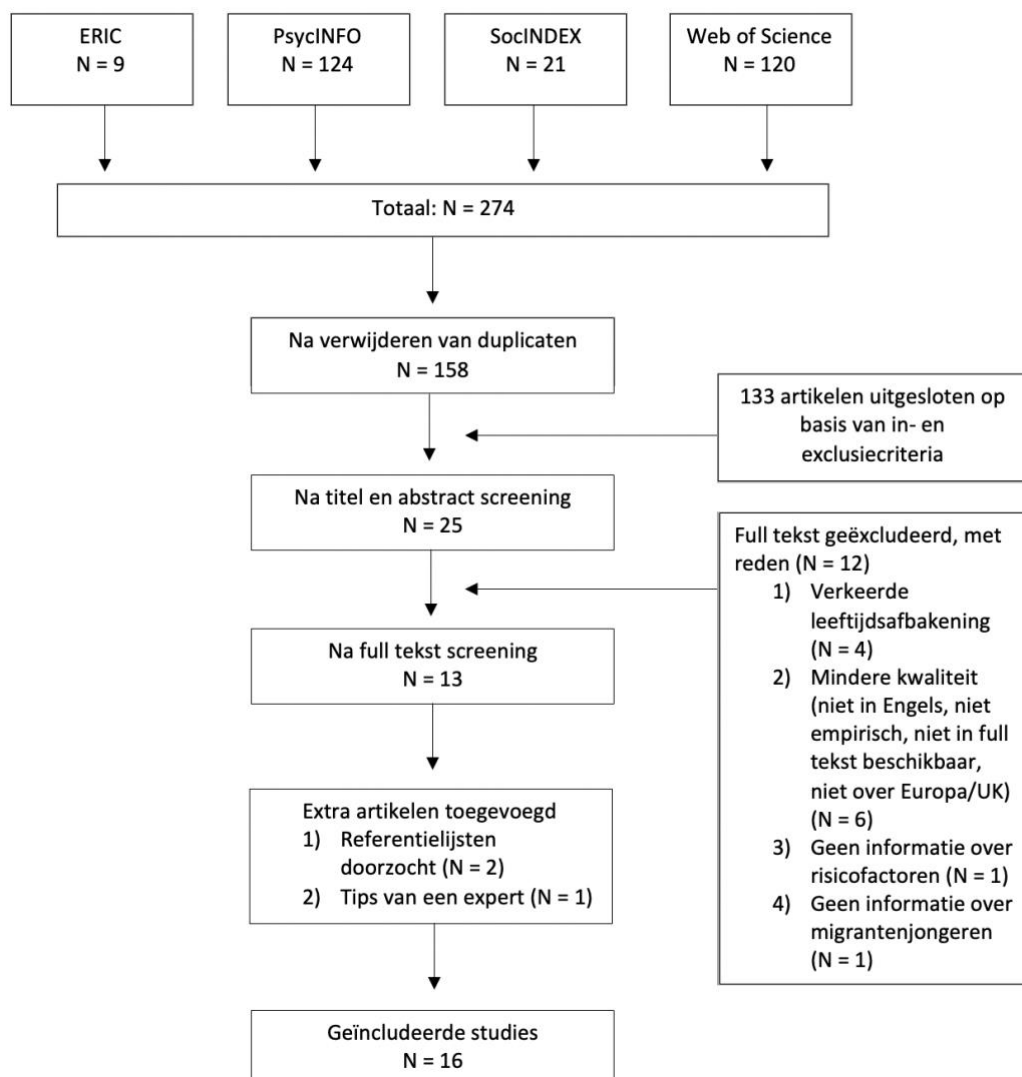 ERIC
N = 9
PsycINFO
N = 124
SocINDEX
N = 21
Web of Science
N = 120
Totaal: N = 274
Na verwijderen van duplicaten
N = 158
133 artikelen uitgesloten op
basis van in- en
exclusiecriteria
Na titel en abstract screening
N = 25
Full tekst geëxcludeerd, met
reden (N = 12)
1) Verkeerde
leeftijdsafbakening
(N = 4)
2) Mindere kwaliteit
(niet in Engels, niet
empirisch, niet in full
tekst beschikbaar,
niet over Europa/UK)
(N = 6)
3) Geen informatie over
risicofactoren (N = 1)
4) Geen informatie over
migrantenjongeren
(N = 1)
Na full tekst screening
N = 13
Extra artikelen toegevoegd
1) Referentielijsten
doorzocht (N = 2)
2) Tips van een expert (N = 1)
Geïncludeerde studies
N = 16